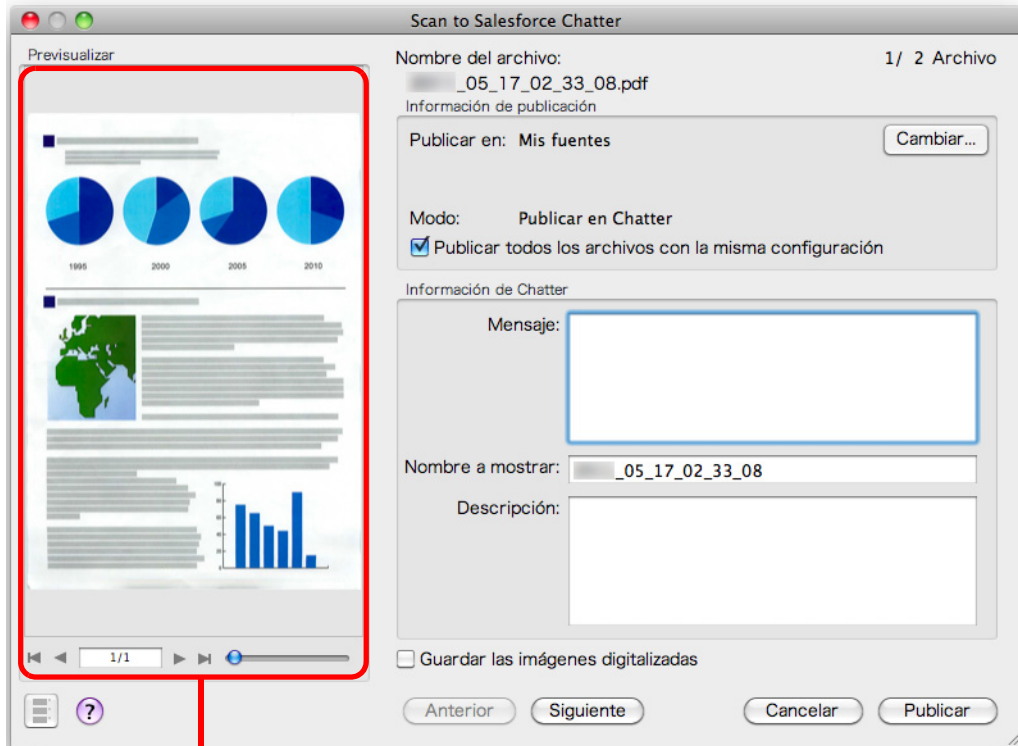 Scan to Salesforce Chatter
Previsualizar
1995 2000 2005 2010
1/1
Nombre del archivo: 1/ 2 Archivo
_05_17_02_33_08.pdf
Información de publicación
Publicar en: Mis fuentes Cambiar...
Modo: Publicar en Chatter
Publicar todos los archivos con la misma configuración
Información de Chatter
Mensaje:
Nombre a mostrar: _05_17_02_33_08
Descripción:
Guardar las imágenes digitalizadas
?
Anterior Siguiente Cancelar Publicar